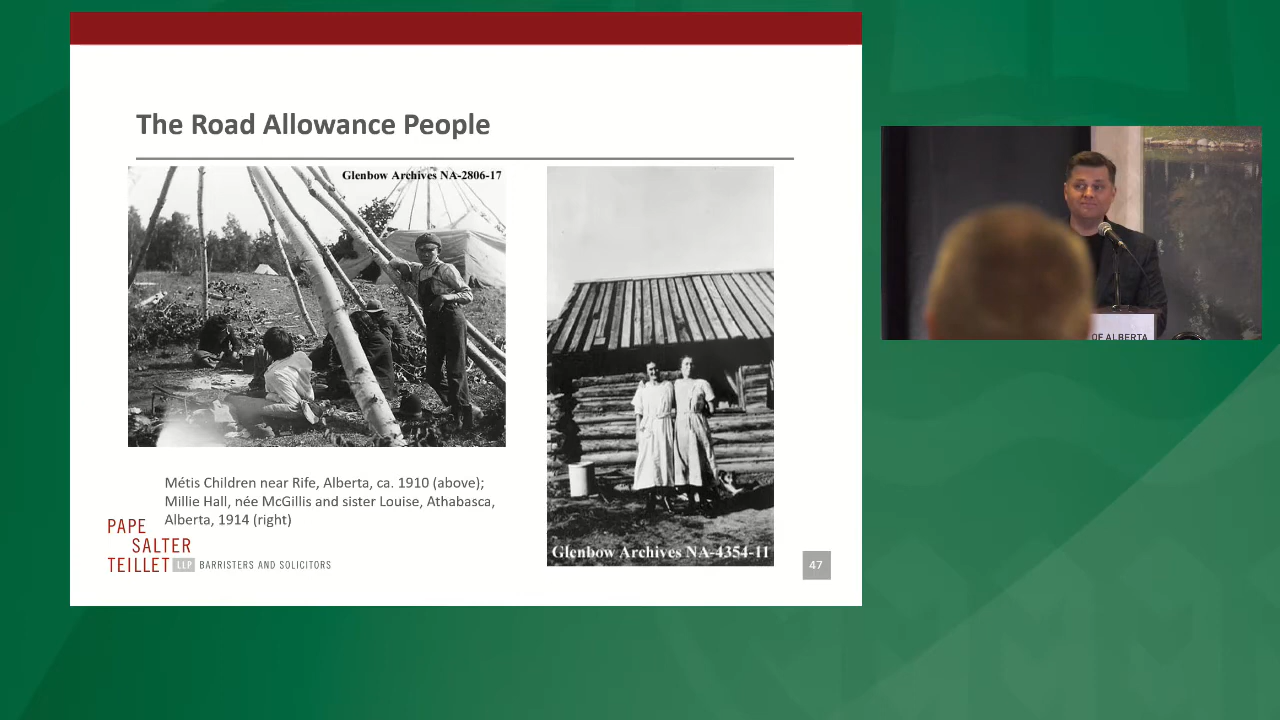 The Road Allowance People
Glenbow Archives NA-2806-17
Glenbow Archives NA-4354-11
Métis Children near Rife, Alberta, ca. 1910 (above);
Millie Hall, née McGillis and sister Louise, Athabasca,
Alberta, 1914 (right)
PAPE
SALTER
TEILLET LLP BARRISTERS AND SOLICITORS
47
OF ALBERTA